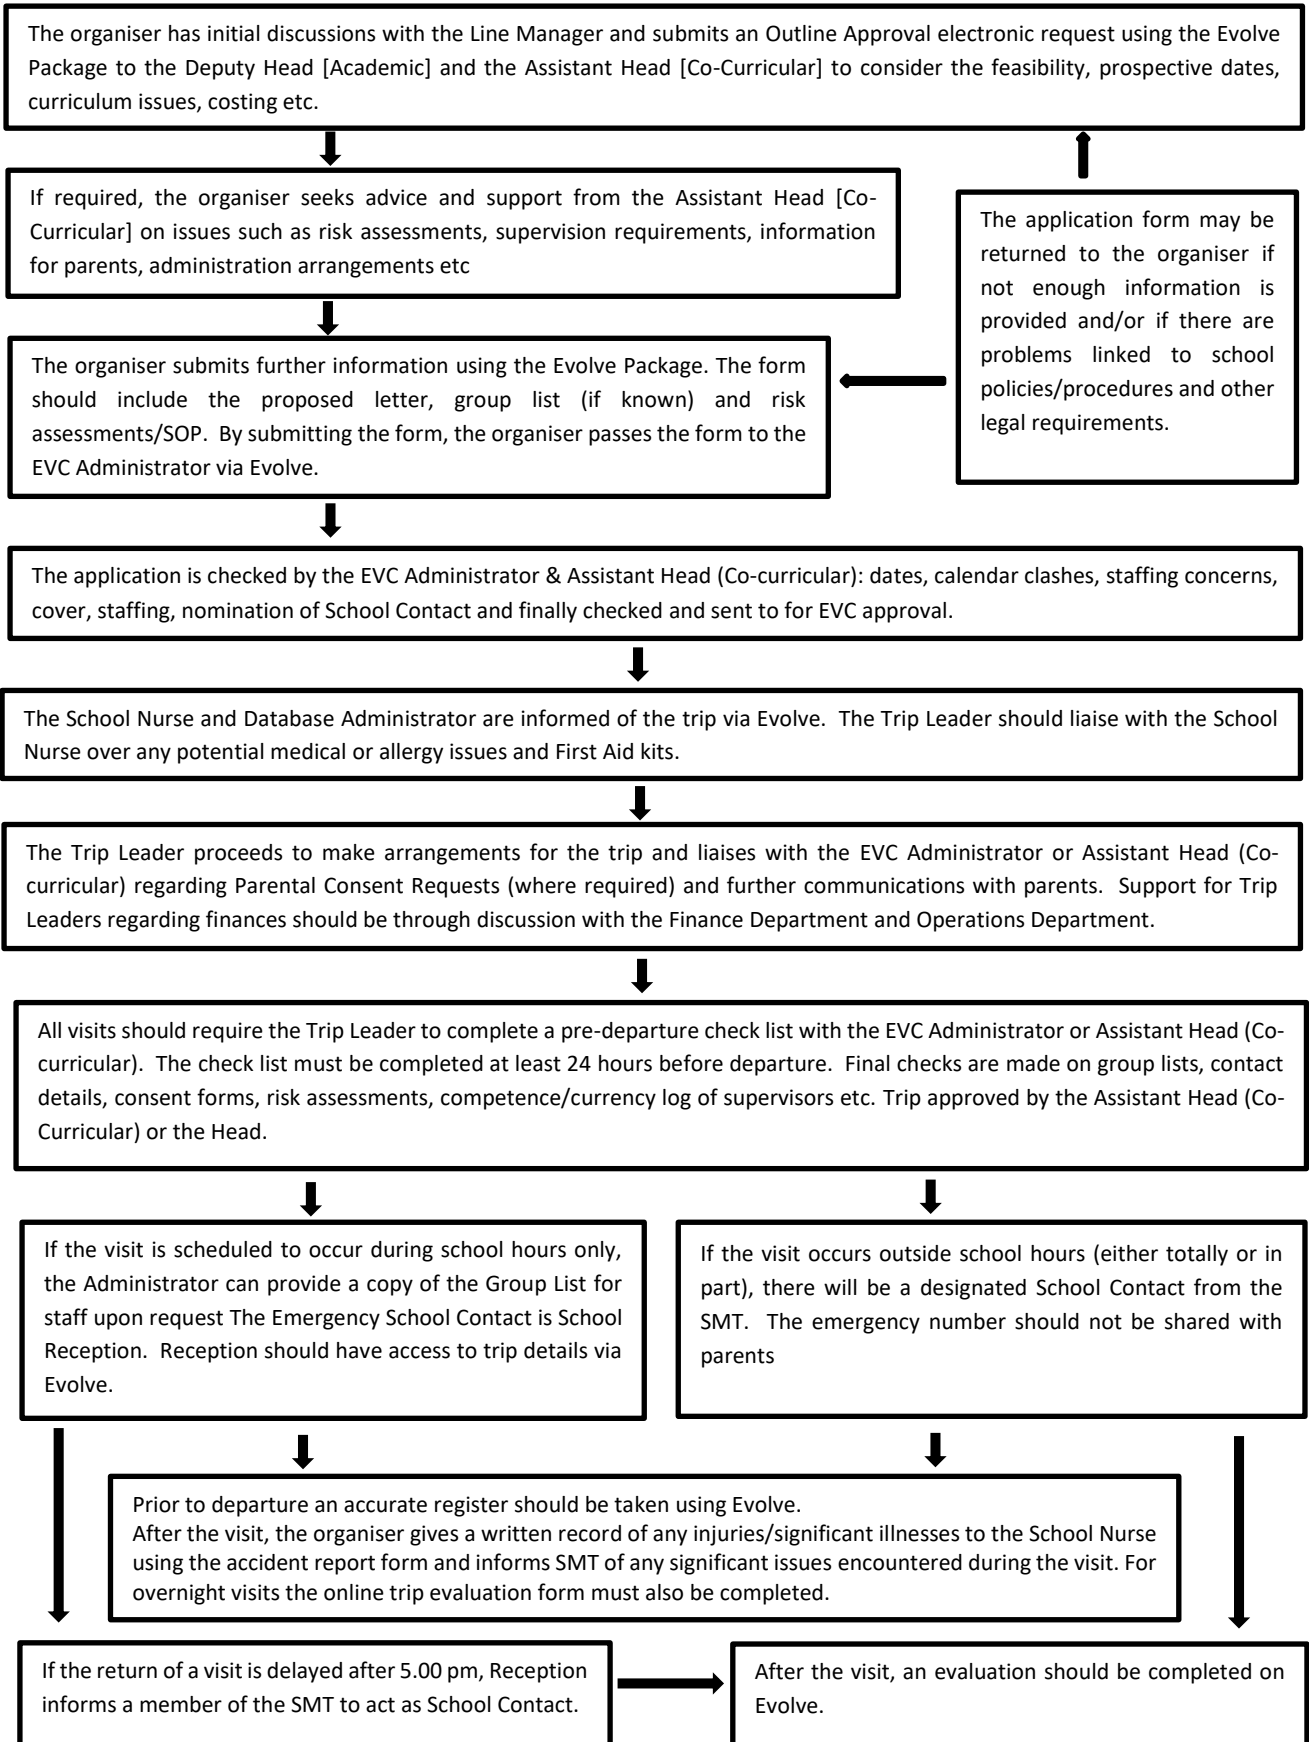 The organiser has initial discussions with the Line Manager and submits an Outline Approval electronic request using the Evolve
Package to the Deputy Head [Academic] and the Assistant Head [Co-Curricular] to consider the feasibility, prospective dates,
curriculum issues, costing etc.
If required, the organiser seeks advice and support from the Assistant Head [Co-
Curricular] on issues such as risk assessments, supervision requirements, information
for parents, administration arrangements etc
The application form may be
returned to the organiser if
not enough information is
provided and/or if there are
problems linked to school
policies/procedures and other
legal requirements.
The organiser submits further information using the Evolve Package. The form
should include the proposed letter, group list (if known) and risk
assessments/SOP. By submitting the form, the organiser passes the form to the
EVC Administrator via Evolve.
The application is checked by the EVC Administrator & Assistant Head (Co-curricular): dates, calendar clashes, staffing concerns,
cover, staffing, nomination of School Contact and finally checked and sent to for EVC approval.
The School Nurse and Database Administrator are informed of the trip via Evolve. The Trip Leader should liaise with the School
Nurse over any potential medical or allergy issues and First Aid kits.
The Trip Leader proceeds to make arrangements for the trip and liaises with the EVC Administrator or Assistant Head (Co-
curricular) regarding Parental Consent Requests (where required) and further communications with parents. Support for Trip
Leaders regarding finances should be through discussion with the Finance Department and Operations Department.
All visits should require the Trip Leader to complete a pre-departure check list with the EVC Administrator or Assistant Head (Co-
curricular). The check list must be completed at least 24 hours before departure. Final checks are made on group lists, contact
details, consent forms, risk assessments, competence/currency log of supervisors etc. Trip approved by the Assistant Head (Co-
Curricular) or the Head.
If the visit is scheduled to occur during school hours only,
the Administrator can provide a copy of the Group List for
staff upon request The Emergency School Contact is School
Reception. Reception should have access to trip details via
Evolve.
If the visit occurs outside school hours (either totally or in
part), there will be a designated School Contact from the
SMT. The emergency number should not be shared with
parents
Prior to departure an accurate register should be taken using Evolve.
After the visit, the organiser gives a written record of any injuries/significant illnesses to the School Nurse
using the accident report form and informs SMT of any significant issues encountered during the visit. For
overnight visits the online trip evaluation form must also be completed.
If the return of a visit is delayed after 5.00 pm, Reception
informs a member of the SMT to act as School Contact.
After the visit, an evaluation should be completed on
Evolve.